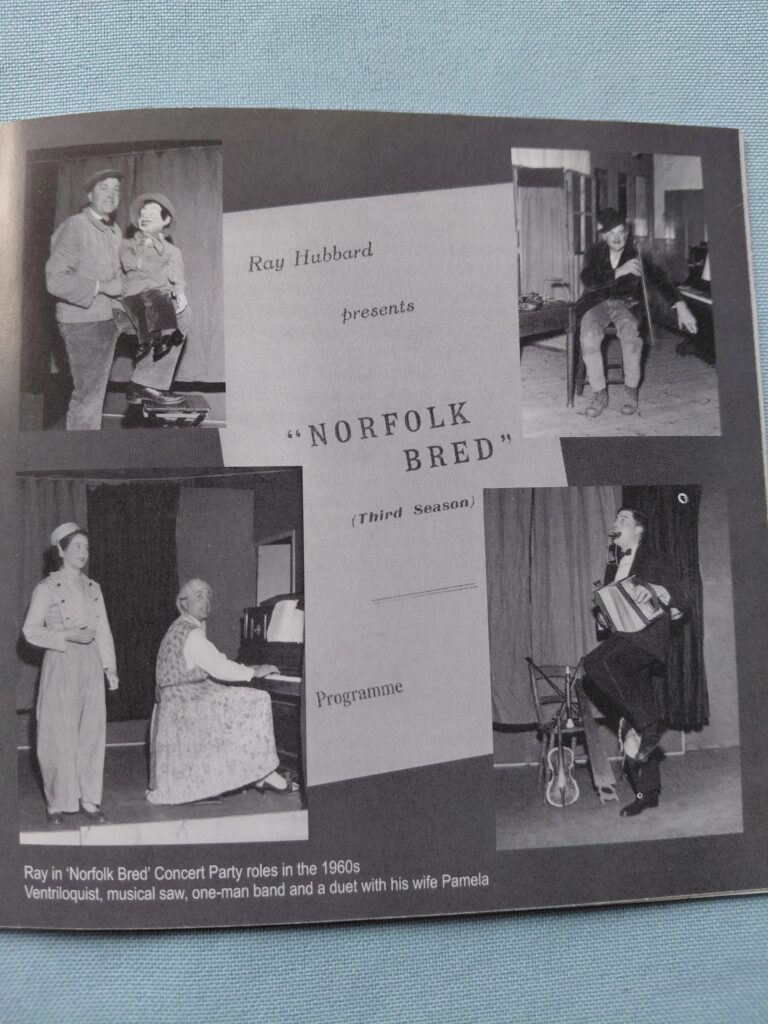 Ray Hubbard
presents
“NORFOLK
BRED”
(Third Season)
Programme
Ray in ‘Norfolk Bred’ Concert Party roles in the 1960s
Ventriloquist, musical saw, one-man band and a duet with his wife Pamela